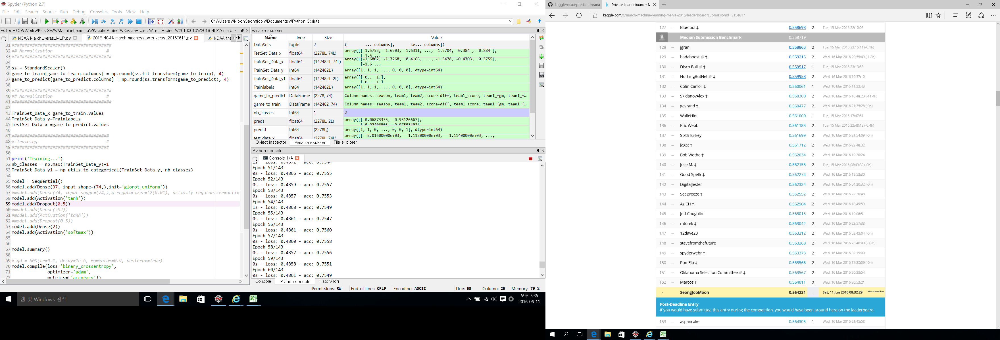 Spyder (Python 2.7)
File Edit Search Source Run Debug Consoles Tools View Help
C:₩Users₩MoonSeongjoo₩Documents₩Python Scripts
Editor - C:₩Work₩KaistSW₩MachineLearning₩Kaggle Project₩KaggleProject₩TermProject₩20160610₩2016 NCAA marc ...
NCAA March_Keras_MLP.py
2016 NCAA march madness_with keras_20160611.py
NCAA Ma
31 #######################################
32 ## Normalization #
33 #######################################
34
35 ss = StandardScaler()
36 game_to_train[game_to_train.columns] = np.round(ss.fit_transform(game_to_train), 4)
37 game_to_predict[game_to_predict.columns] = np.round(ss.transform(game_to_predict), 4)
38
39 #######################################
40 ## Normalization #
41 #######################################
42
43 TrainSet_Data_x=game_to_train.values
44 TrainSet_Data_y=Trainlabels
45 TestSet_Data_x =game_to_predict.values
46
47 ######################################
48 # Training #
49 ######################################
50
51 print('Training...')
52 nb_classes = np.max(TrainSet_Data_y)+1
53 TrainSet_Data_y1 = np_utils.to_categorical(TrainSet_Data_y, nb_classes)
54
55 model = Sequential()
56 model.add(Dense(37, input_shape=(74,),init='glorot_uniform'))
57 #model.add(Dense(74, input_shape=(74,),W_regularizer=l2(0.01), activity_regularizer=activ
58 model.add(Activation('tanh'))
59 model.add(Dropout(0.5))
60 #model.add(Dense(592))
61 #model.add(Activation('tanh'))
62 #model.add(Dropout(0.5))
63 model.add(Dense(2))
64 model.add(Activation('softmax'))
65
66
67 model.summary()
68
69 #sgd = SGD(lr=0.1, decay=1e-6, momentum=0.9, nesterov=True)
70 model.compile(loss='binary_crossentropy',
71 optimizer='adam',
72 metrics=['accuracy'])
Variable explorer
Name Type Size Value
DataSets tuple 2 ( ... columns], se... columns])
TestSet_Data_x float64 (2278L, 74L) array([[ 1.5753, -1.6503, -1.6311, ..., 1.5704, 0.384 , -0.284 ],
[ 1.5 ...
TrainSet_Data_x float64 (142482L, 74L) array([[-1.6802, -1.7268, 0.4166, ..., -1.3478, -0.4703, 0.3755],
[-1.6 ...
TrainSet_Data_y int64 (142482L,) array([1, 1, 1, ..., 0, 0, 0], dtype=int64)
TrainSet_Data_y1 float64 (142482L, 2L) array([[ 0., 1.],
[ 0., 1.]
Trainlabels int64 (142482L,) array([1, 1, 1, ..., 0, 0, 0], dtype=int64)
game_to_predict DataFrame (2278, 74) Column names: season, team1, team2, score-diff, team1_score, team1_fgm, team1_f...
game_to_train DataFrame (142482, 74) Column names: season, team1, team2, score-diff, team1_score, team1_fgm, team1_f...
nb_classes int64 1 2
preds float64 (2278L, 2L) array([[ 0.06873335, 0.93126667],
[ 0.02406503, 0.97593498]
preds1 int64 (2278L,) array([1, 1, 0, ..., 0, 0, 1], dtype=int64)
test_data_x float64 (2278L, 74L) array([[ 2.01600000e+03, 1.11200000e+03, 1.11400000e+03, ...,
Object inspector Variable explorer File explorer
IPython console
Console 1/A
1s - loss: 0.4872 - acc: 0.7544
Epoch 51/143
0s - loss: 0.4866 - acc: 0.7555
Epoch 52/143
0s - loss: 0.4859 - acc: 0.7557
Epoch 53/143
0s - loss: 0.4857 - acc: 0.7553
Epoch 54/143
1s - loss: 0.4868 - acc: 0.7549
Epoch 55/143
0s - loss: 0.4861 - acc: 0.7547
Epoch 56/143
0s - loss: 0.4861 - acc: 0.7560
Epoch 57/143
0s - loss: 0.4860 - acc: 0.7558
Epoch 58/143
0s - loss: 0.4857 - acc: 0.7556
Epoch 59/143
0s - loss: 0.4858 - acc: 0.7551
Epoch 60/143
0s - loss: 0.4861 - acc: 0.7549
Console IPython console History log
Permissions: RW End-of-lines: CRLF Encoding: ASCII Line: 59 Column: 25 Memory: 79 %
웹 및 Windows 검색
오후 5:35
2016-06-11
kaggle-ncaa-prediction/ana
Private Leaderboard - M
kaggle.com/c/march-machine-learning-mania-2016/leaderboard?submissionId=3154617
127 – Bluefool ‡ 0.558698 2 Tue, 15 Mar 2016 22:10:05
Median Submission Benchmark 0.558719
128 – jgran 0.558863 2 Tue, 15 Mar 2016 23:15:11 (-0.1h)
129 – badaboost ‡ 0.559215 2 Wed, 16 Mar 2016 20:55:49 (-1.8h)
130 – Disco Ball ‡ 0.559517 1 Tue, 15 Mar 2016 23:13:58
131 – NothingButNet ‡ 0.559958 2 Wed, 16 Mar 2016 19:37:10
132 – Colin Carroll ‡ 0.560061 1 Wed, 16 Mar 2016 11:33:43
133 – SkidanovAlex ‡ 0.560300 2 Wed, 16 Mar 2016 16:48:23 (-11.4h)
134 – gavrand ‡ 0.560477 2 Wed, 16 Mar 2016 21:35:28 (-0h)
135 – WalleHldt 0.561000 1 Tue, 15 Mar 2016 17:47:51
136 – Eric Webb 0.561183 2 Tue, 15 Mar 2016 22:48:19 (-0.4h)
137 – SixthTurkey 0.561699 2 Wed, 16 Mar 2016 21:54:09 (-0h)
138 – jagat ‡ 0.561712 2 Wed, 16 Mar 2016 22:48:32
139 – Bob Wothe ‡ 0.562034 2 Wed, 16 Mar 2016 19:20:24
140 – Jose M. ‡ 0.562155 2 Tue, 15 Mar 2016 08:49:39 (-0h)
141 – Good Spellr ‡ 0.562274 2 Wed, 16 Mar 2016 19:53:30
142 – DigitalJester 0.562324 2 Wed, 16 Mar 2016 04:20:32 (-0h)
143 – SeaBreeze ‡ 0.562552 2 Wed, 16 Mar 2016 22:30:48
144 – AzJCH ‡ 0.562904 2 Wed, 16 Mar 2016 18:49:59
145 – Jeff Coughlin 0.563015 2 Wed, 16 Mar 2016 19:08:51
146 – mtutek ‡ 0.563042 2 Wed, 16 Mar 2016 23:57:33
147 – 12dave23 0.563212 2 Wed, 16 Mar 2016 02:43:04 (-0h)
148 – stevefromthefuture 0.563260 2 Wed, 16 Mar 2016 23:40:00 (-0.2h)
149 – spyderwebr ‡ 0.563373 2 Wed, 16 Mar 2016 02:19:00
150 – PomElo ‡ 0.563566 2 Wed, 16 Mar 2016 17:28:09 (-0h)
151 – Oklahoma Selection Committee ‡ 0.563567 2 Wed, 16 Mar 2016 20:33:54
152 – Marcos ‡ 0.564011 2 Wed, 16 Mar 2016 20:53:21
- SeongJooMoon 0.564231 . Sat, 11 Jun 2016 08:32:29 Post-Deadline
Post-Deadline Entry
If you would have submitted this entry during the competition, you would have been around here on the leaderboard.
153 – aspancake 0.564305 1 Wed, 16 Mar 2016 21:45:58